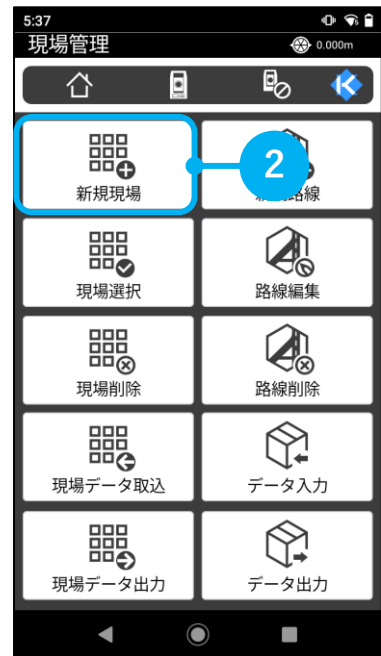 5:37
現場管理
0.000m
新規現場
2
路線
現場選択
路線編集
現場削除
路線削除
現場データ取込
データ入力
現場データ出力
データ出力